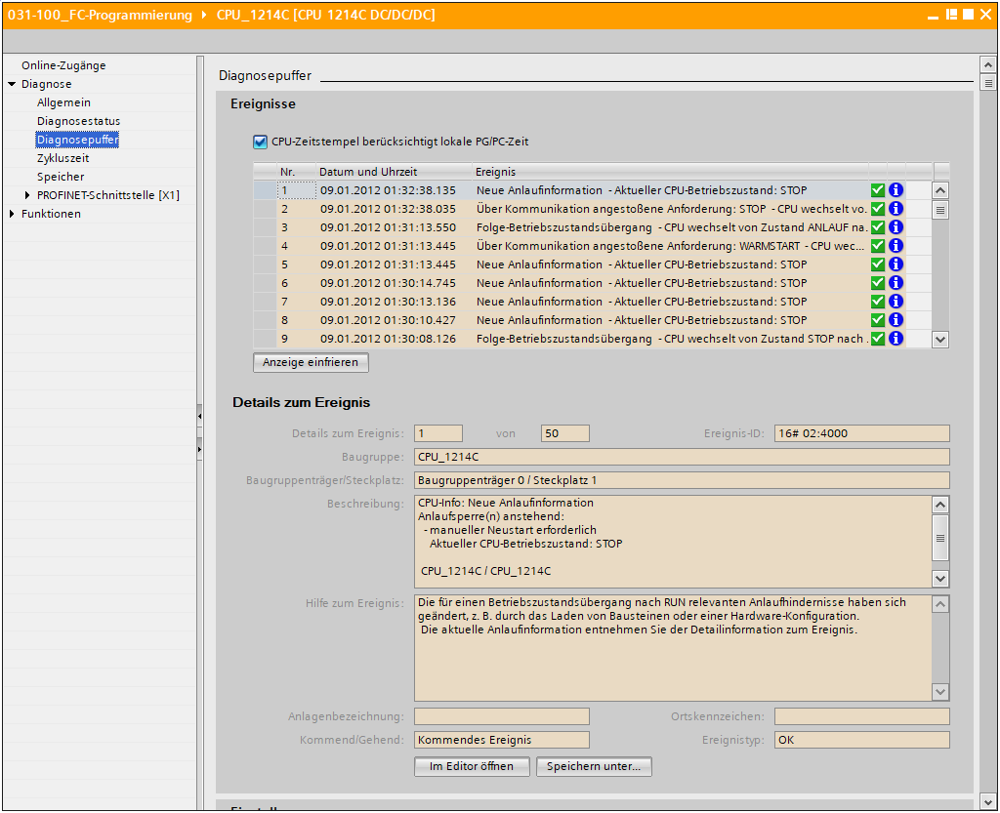 031-100_FC-Programmierung ▸ CPU_1214C [CPU 1214C DC/DC/DC]
Online-Zugänge
Diagnose
Allgemein
Diagnosestatus
Diagnosepuffer
Zykluszeit
Speicher
PROFINET-Schnittstelle [X1]
Funktionen
Diagnosepuffer
Ereignisse
CPU-Zeitstempel berücksichtigt lokale PG/PC-Zeit
Nr. Datum und Uhrzeit Ereignis
1 09.01.2012 01:32:38.135 Neue Anlaufinformation - Aktueller CPU-Betriebszustand: STOP
2 09.01.2012 01:32:38.035 Über Kommunikation angestoßene Anforderung: STOP - CPU wechselt vo.
3 09.01.2012 01:31:13.550 Folge-Betriebszustandsübergang - CPU wechselt von Zustand ANLAUF na.
4 09.01.2012 01:31:13.445 Über Kommunikation angestoßene Anforderung: WARMSTART - CPU wec...
5 09.01.2012 01:31:13.445 Neue Anlaufinformation - Aktueller CPU-Betriebszustand: STOP
6 09.01.2012 01:30:14.745 Neue Anlaufinformation - Aktueller CPU-Betriebszustand: STOP
7 09.01.2012 01:30:13.136 Neue Anlaufinformation - Aktueller CPU-Betriebszustand: STOP
8 09.01.2012 01:30:10.427 Neue Anlaufinformation - Aktueller CPU-Betriebszustand: STOP
9 09.01.2012 01:30:08.126 Folge-Betriebszustandsübergang - CPU wechselt von Zustand STOP nach .
Anzeige einfrieren
Details zum Ereignis
Details zum Ereignis: 1 von 50 Ereignis-ID: 16# 02:4000
Baugruppe: CPU_1214C
Baugruppenträger/Steckplatz: Baugruppenträger 0 / Steckplatz 1
Beschreibung: CPU-Info: Neue Anlaufinformation
Anlaufsperre(n) anstehend:
- manueller Neustart erforderlich
Aktueller CPU-Betriebszustand: STOP
CPU_1214C / CPU_1214C
Hilfe zum Ereignis: Die für einen Betriebszustandsübergang nach RUN relevanten Anlaufhindernisse haben sich
geändert, z. B. durch das Laden von Bausteinen oder einer Hardware-Konfiguration.
Die aktuelle Anlaufinformation entnehmen Sie der Detailinformation zum Ereignis.
Anlagenbezeichnung: Ortskennzeichen:
Kommend/Gehend: Kommendes Ereignis Ereignistyp: OK
Im Editor öffnen Speichern unter...